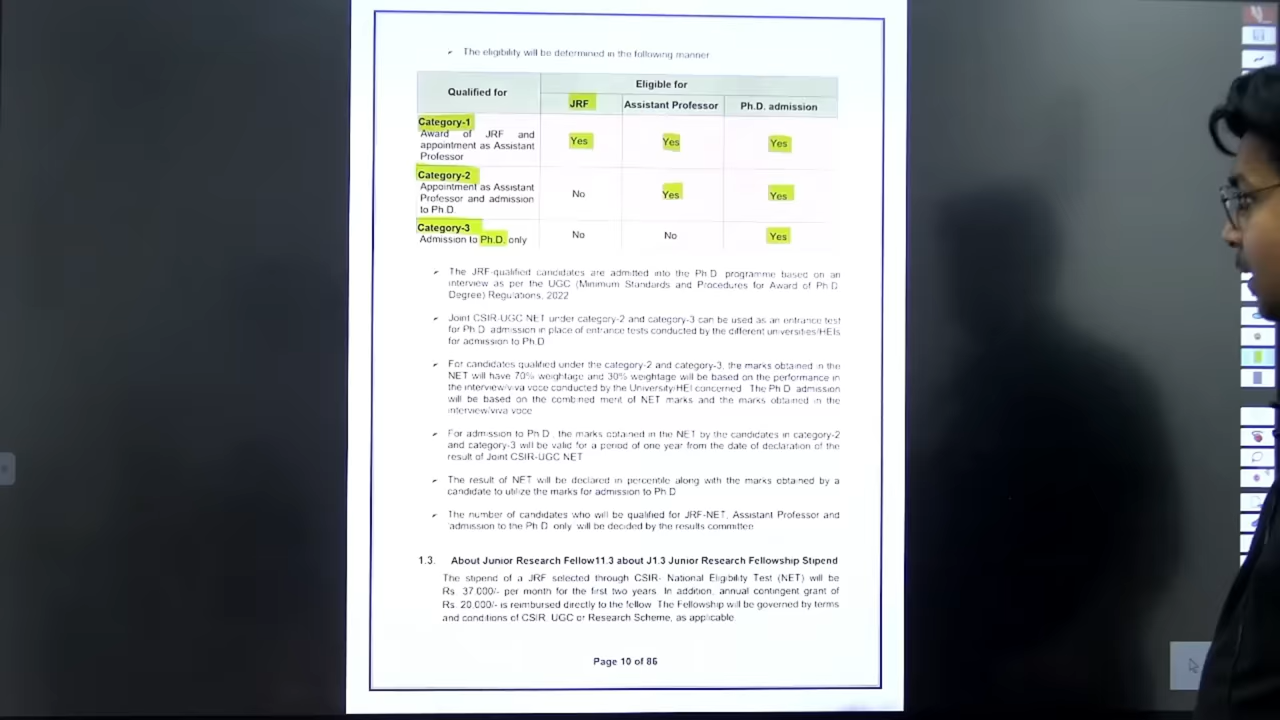 The eligibility will be determined in the following manner
Qualified for
Eligible for
JRF
Assistant Professor
Ph.D. admission
Category-1
Award of JRF and
appointment as Assistant
Professor
Yes
Yes
Yes
Category-2
Appointment as Assistant
Professor and admission
to Ph D.
No
Yes
Yes
Category-3
Admission to Ph.D. only
No
No
Yes
The JRF-qualified candidates are admitted into the Ph D. programme based on an
interview as per the UGC (Minimum Standards and Procedures for Award of Ph D
Degree) Regulations, 2022
Joint CSIR-UGC NET under category-2 and category-3 can be used as an entrance test
for Ph D. admission in place of entrance tests conducted by the different universities/HEIs
for admission to Ph.D
For candidates qualified under the category-2 and category-3, the marks obtained in the
NET will have 70% weightage and 30% weightage will be based on the performance in
the interview/viva voce conducted by the University/HEI concerned. The Ph D. admission
will be based on the combined merit of NET marks and the marks obtained in the
interview/viva voce
For admission to Ph D., the marks obtained in the NET by the candidates in category-2
and category-3 will be valid for a period of one year from the date of declaration of the
result of Joint CSIR-UGC NET
The result of NET will be declared in percentile along with the marks obtained by a
candidate to utilize the marks for admission to Ph D
The number of candidates who will be qualified for JRF-NET, Assistant Professor and
admission to the Ph D. only will be decided by the results committee
1.3. About Junior Research Fellow11.3 about J1.3 Junior Research Fellowship Stipend
The stipend of a JRF selected through CSIR- National Eligibility Test (NET) will be
Rs. 37,000/- per month for the first two years. In addition, annual contingent grant of
Rs. 20,000/- is reimbursed directly to the fellow. The Fellowship will be governed by terms
and conditions of CSIR, UGC or Research Scheme, as applicable.
Page 10 of 86